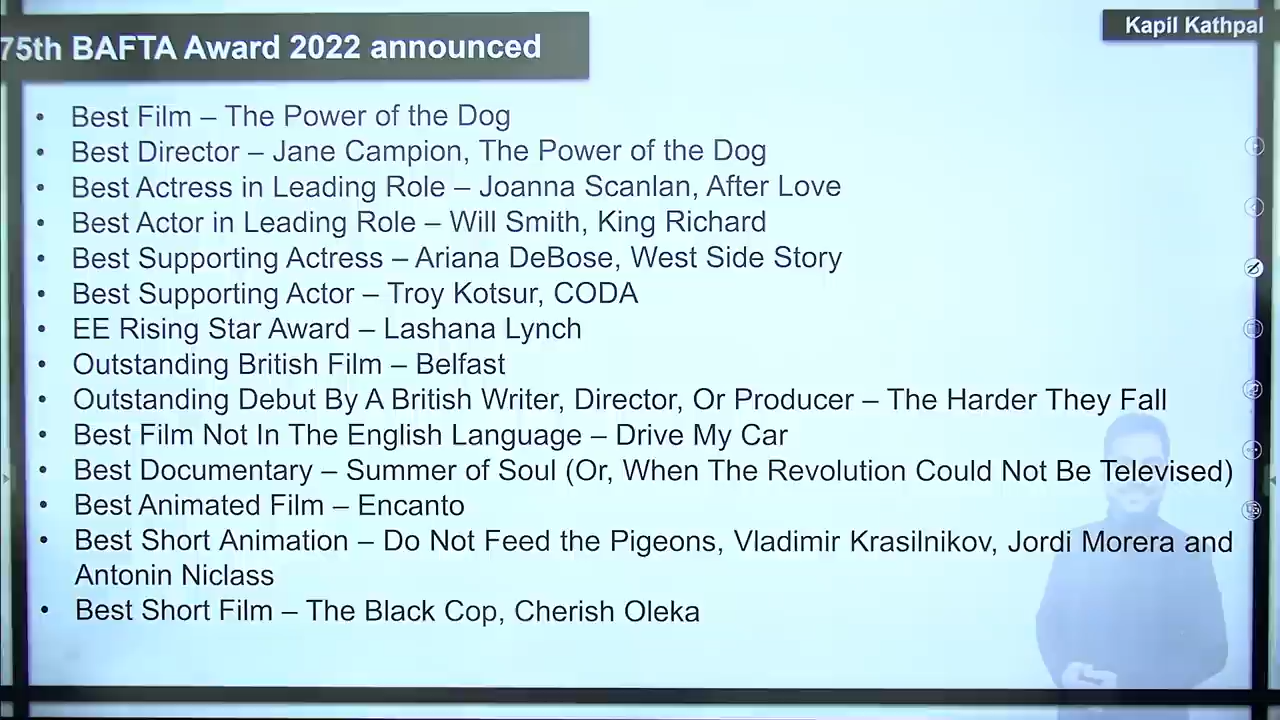 75th BAFTA Award 2022 announced
Kapil Kathpal
• Best Film – The Power of the Dog
• Best Director – Jane Campion, The Power of the Dog
• Best Actress in Leading Role – Joanna Scanlan, After Love
• Best Actor in Leading Role – Will Smith, King Richard
• Best Supporting Actress – Ariana DeBose, West Side Story
• Best Supporting Actor – Troy Kotsur, CODA
• EE Rising Star Award – Lashana Lynch
• Outstanding British Film – Belfast
• Outstanding Debut By A British Writer, Director, Or Producer – The Harder They Fall
• Best Film Not In The English Language – Drive My Car
• Best Documentary – Summer of Soul (Or, When The Revolution Could Not Be Televised)
• Best Animated Film – Encanto
• Best Short Animation – Do Not Feed the Pigeons, Vladimir Krasilnikov, Jordi Morera and
Antonin Niclass
• Best Short Film – The Black Cop, Cherish Oleka